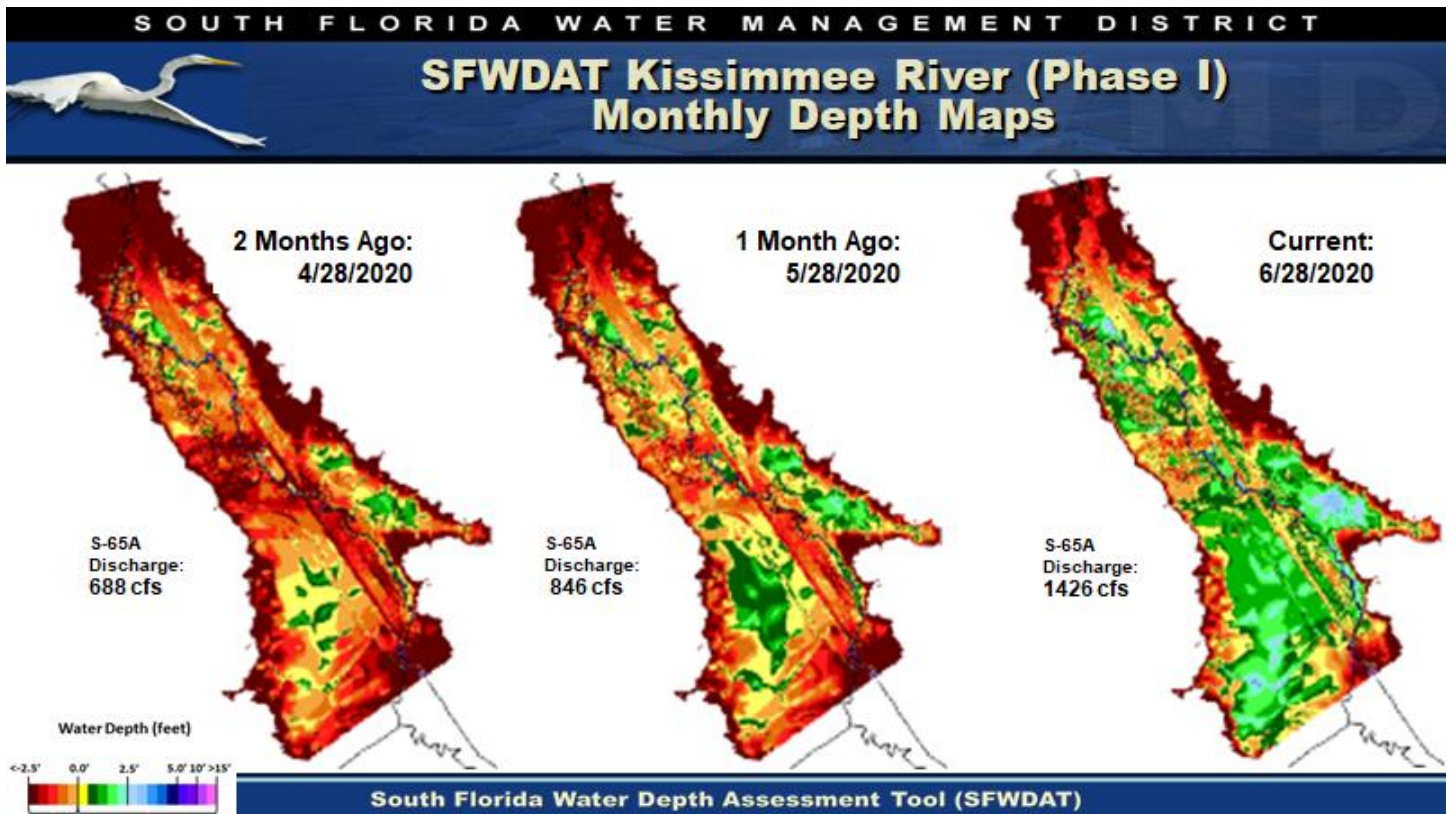 SOUTH FLORIDA WATER MANAGEMENT DISTRICT
SFWDAT Kissimmee River (Phase I)
Monthly Depth Maps
2 Months Ago:
4/28/2020
1 Month Ago:
5/28/2020
Current:
6/28/2020
S-65A
Discharge:
688 cfs
S-65A
Discharge:
846 cfs
S-65A
Discharge:
1426 cfs
Water Depth (feet)
<-2.5' 0.0' 2.5' 5.0' 10' >15'
South Florida Water Depth Assessment Tool (SFWDAT)